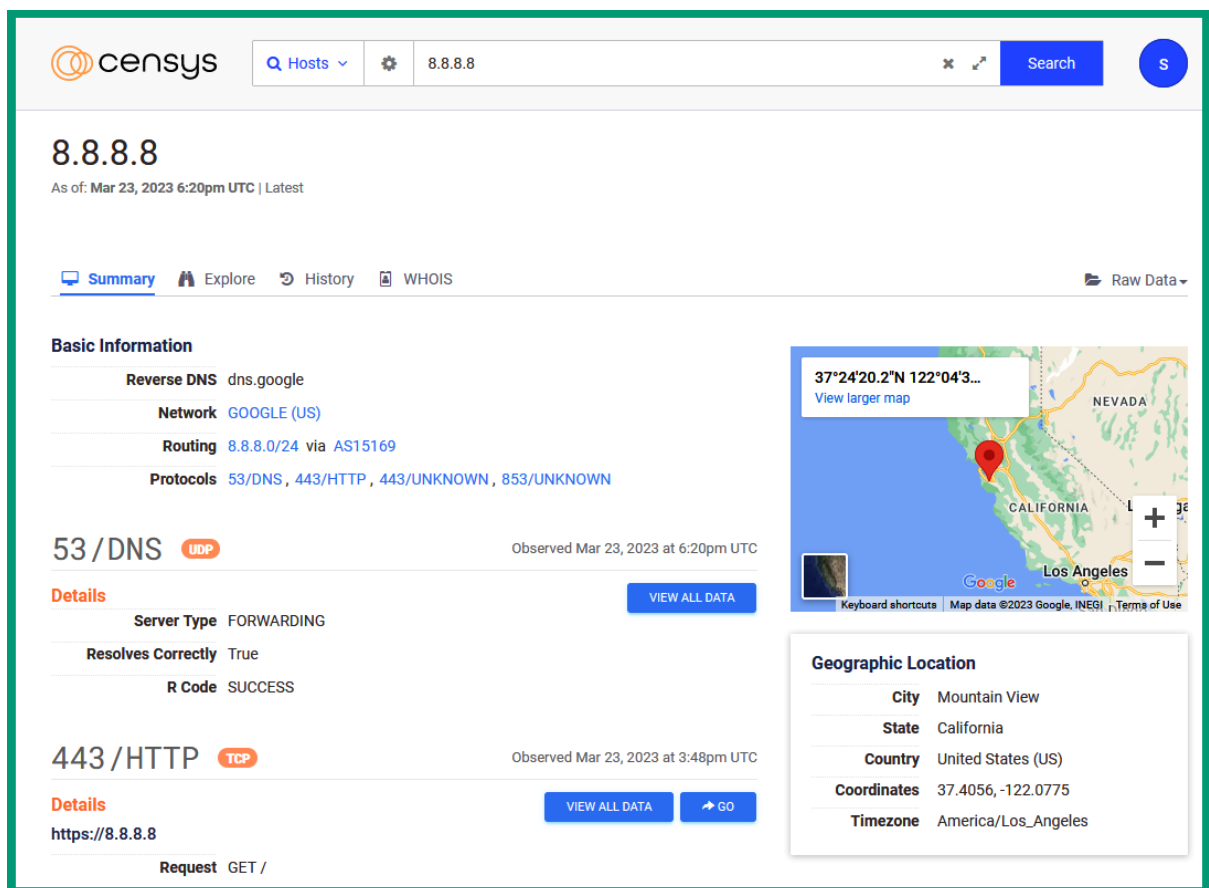 censys
Hosts
8.8.8.8
Search
S
8.8.8.8
As of: Mar 23, 2023 6:20pm UTC | Latest
Summary Explore History WHOIS
Raw Data
Basic Information
Reverse DNS dns.google
Network GOOGLE (US)
Routing 8.8.8.0/24 via AS15169
Protocols 53/DNS , 443/HTTP , 443/UNKNOWN , 853/UNKNOWN
53/DNS UDP
Observed Mar 23, 2023 at 6:20pm UTC
Details
VIEW ALL DATA
Server Type FORWARDING
Resolves Correctly True
R Code SUCCESS
443/HTTP TCP
Observed Mar 23, 2023 at 3:48pm UTC
Details
VIEW ALL DATA
GO
https://8.8.8.8
Request GET /
37°24'20.2"N 122°04'3...
View larger map
NEVADA
CALIFORNIA
+
−
Los Angeles
Google
Keyboard shortcuts
Map data ©2023 Google, INEGI
Terms of Use
Geographic Location
City Mountain View
State California
Country United States (US)
Coordinates 37.4056, -122.0775
Timezone America/Los_Angeles